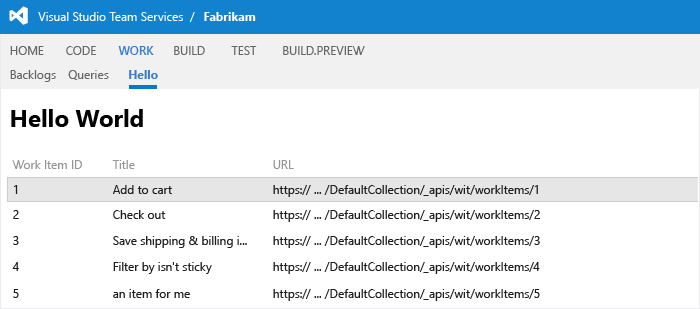 Visual Studio Team Services / Fabrikam
HOME CODE WORK BUILD TEST BUILD.PREVIEW
Backlogs Queries Hello
Hello World
Work Item ID Title URL
1 Add to cart https:// ... /DefaultCollection/_apis/wit/workItems/1
2 Check out https:// ... /DefaultCollection/_apis/wit/workItems/2
3 Save shipping & billing i... https:// ... /DefaultCollection/_apis/wit/workItems/3
4 Filter by isn't sticky https:// ... /DefaultCollection/_apis/wit/workItems/4
5 an item for me https:// ... /DefaultCollection/_apis/wit/workItems/5